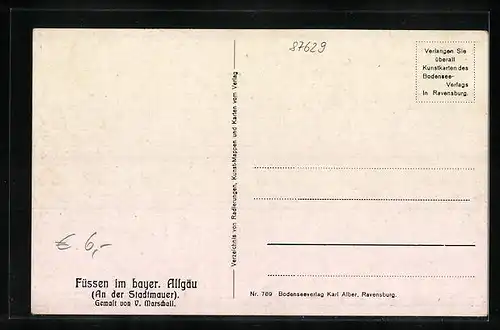 87629
Verlangen Sie
überall
Kunstkarten des
Bodensee-
Verlags
in Ravensburg.
Verzeichnis von Radierungen, Kunst-Mappen und Karten vom Verlag
€ 6,-
Füssen im bayer. Allgäu
(An der Stadtmauer).
Gemalt von V. Marschall.
Nr. 789 Bodenseeverlag Karl Alber, Ravensburg.